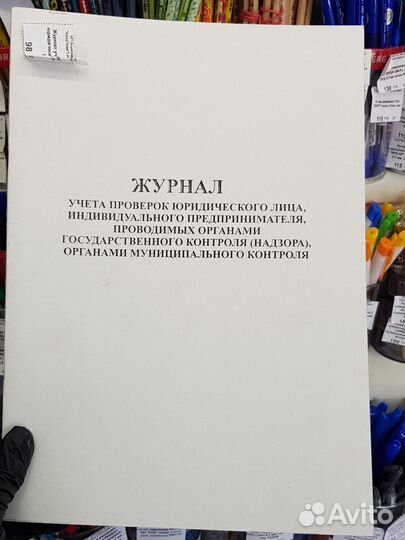 98
ЖУРНАЛ
УЧЕТА ПРОВЕРОК ЮРИДИЧЕСКОГО ЛИЦА,
ИНДИВИДУАЛЬНОГО ПРЕДПРИНИМАТЕЛЯ,
ПРОВОДИМЫХ ОРГАНАМИ
ГОСУДАРСТВЕННОГО КОНТРОЛЯ (НАДЗОРА),
ОРГАНАМИ МУНИЦИПАЛЬНОГО КОНТРОЛЯ
Avito